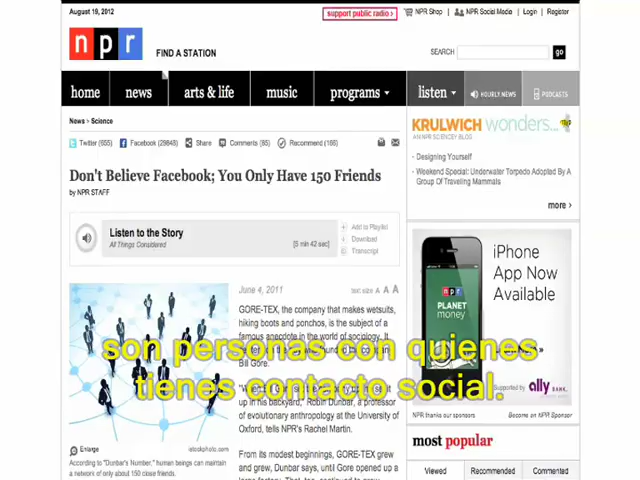 August 19, 2012
support public radio ›
NPR Shop
NPR Social Media
Login
Register
npr
FIND A STATION
SEARCH
go
home
news
arts & life
music
programs
listen
HOURLY NEWS
PODCASTS
News > Science
Twitter (655)
Share
Comments (85)
Recommend (166)
Don't Believe Facebook; You Only Have 150 Friends
by NPR STAFF
Listen to the Story
All Things Considered
[5 min 42 sec]
Add to Playlist
Download
Transcript
KRULWICH wonders...
AN NPR SCIENCEY BLOG
Designing Yourself
Weekend Special: Underwater Torpedo Adopted By A
Group Of Traveling Mammals
more ›
June 4, 2011
text size A A A
GORE-TEX, the company that makes wetsuits,
hiking boots and ponchos, is the subject of a
famous anecdote in the world of sociology. It
Bill Gore.
son personas con quienes
tienes contacto social.
up in his backyard," Robin Dunbar, a professor
of evolutionary anthropology at the University of
Oxford, tells NPR's Rachel Martin.
From its modest beginnings, GORE-TEX grew
and grew, Dunbar says, until Gore opened up a
Enlarge
istockphoto.com
According to "Dunbar's Number," human beings can maintain
a network of only about 150 close friends.
iPhone
App Now
Available
npr
PLANET
money
Supported by ally BANK
NPR thanks our sponsors
Become an NPR Sponsor
most popular
Viewed
Recommended
Commented